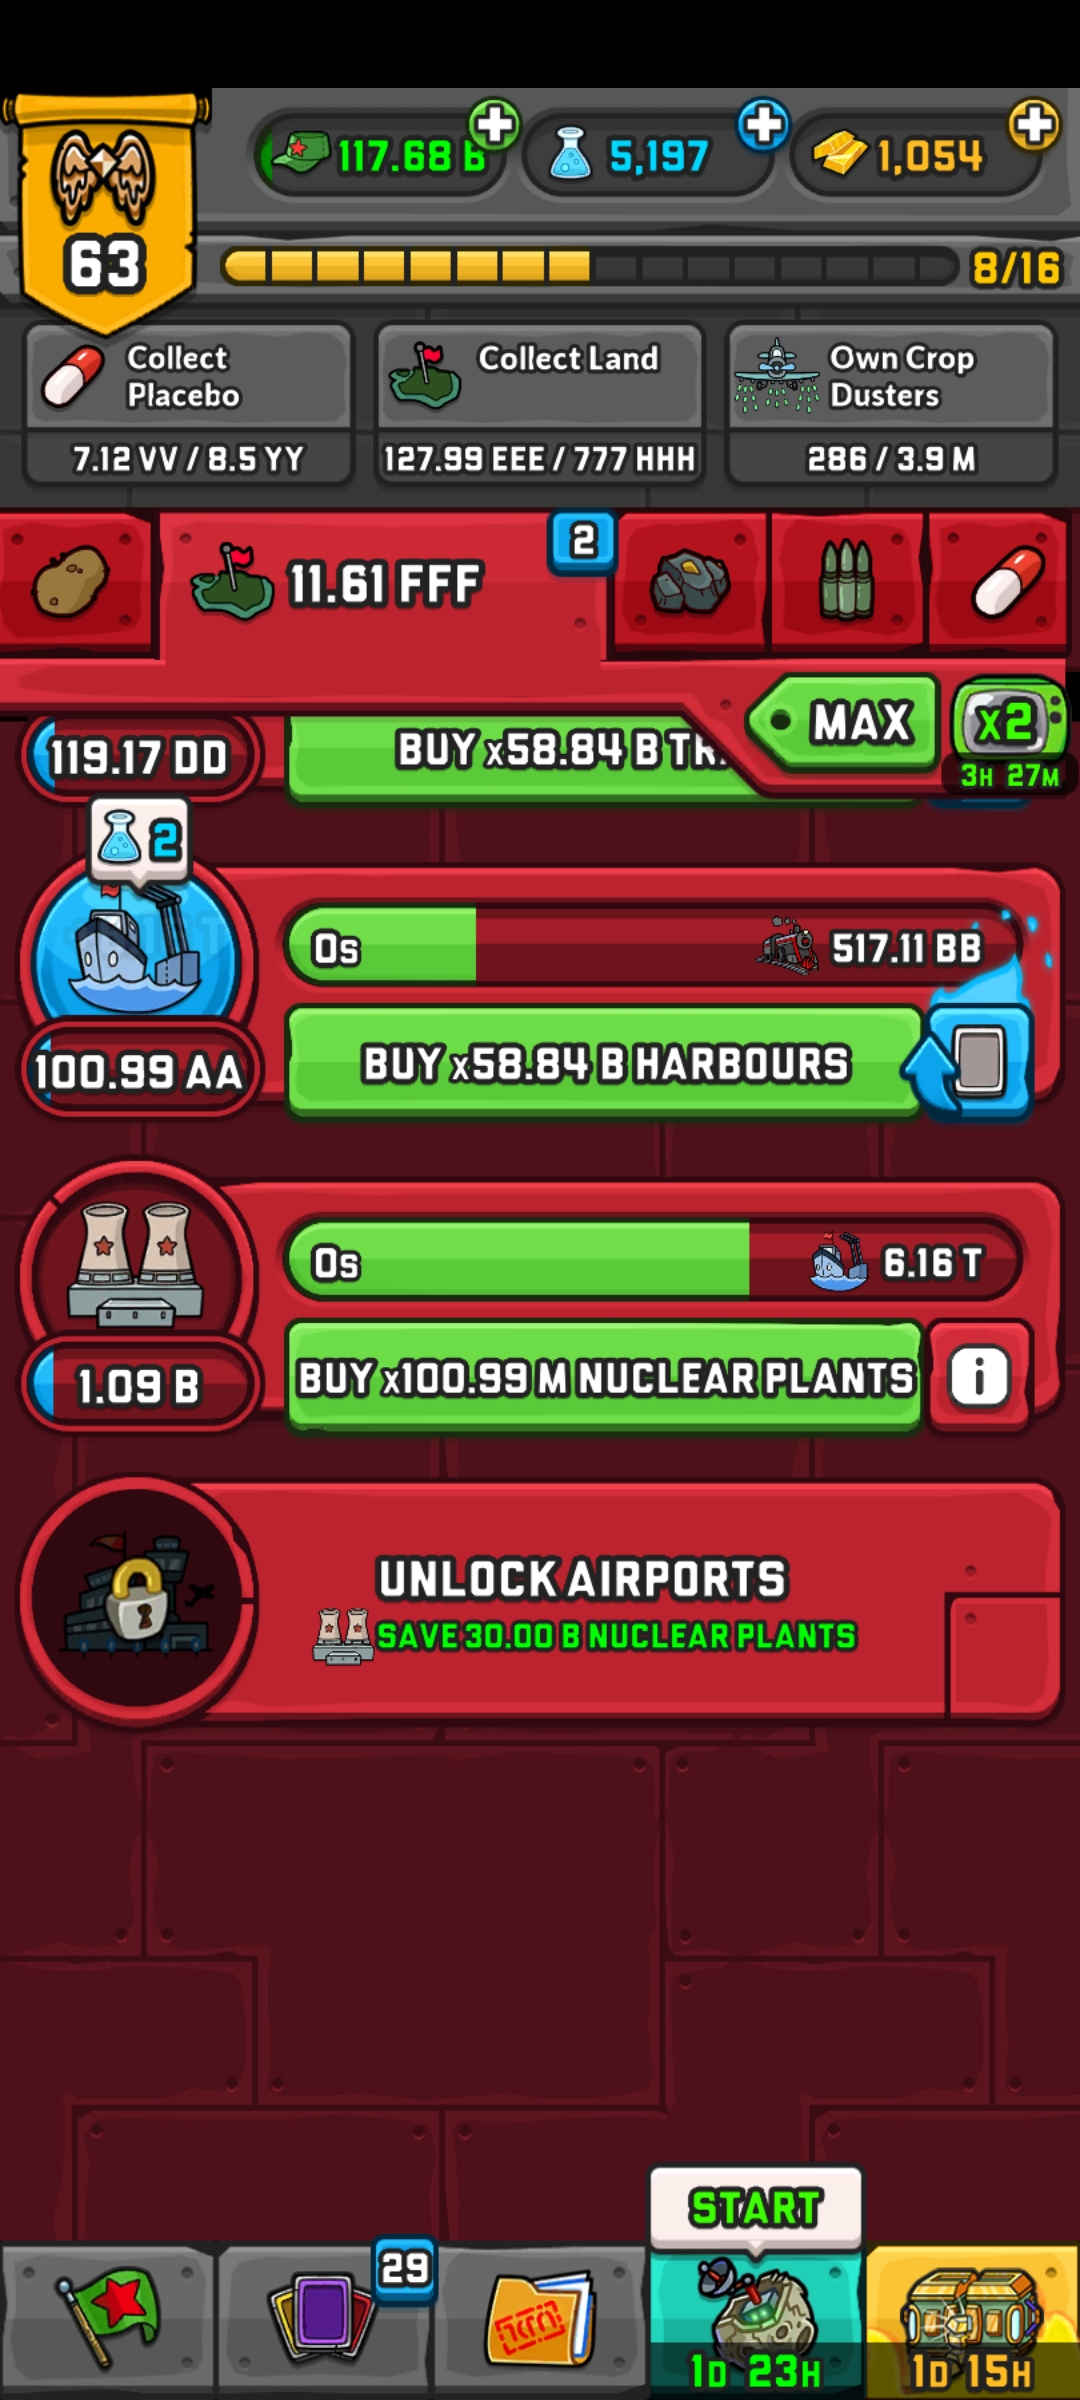 117.68 B
5,197
1,054
63
8/16
Collect
Placebo
7.12 VV / 8.5 YY
Collect Land
127.99 EEE / 777 HHH
Own Crop
Dusters
286 / 3.9 M
11.61 FFF
2
MAX
x2
3H 27M
119.17 DD
BUY x58.84 B
2
0s
517.11 BB
100.99 AA
BUY x58.84 B HARBOURS
0s
6.16 T
1.09 B
BUY x100.99 M NUCLEAR PLANTS
i
UNLOCK AIRPORTS
SAVE 30.00 B NUCLEAR PLANTS
START
29
1D 23H
1D 15H